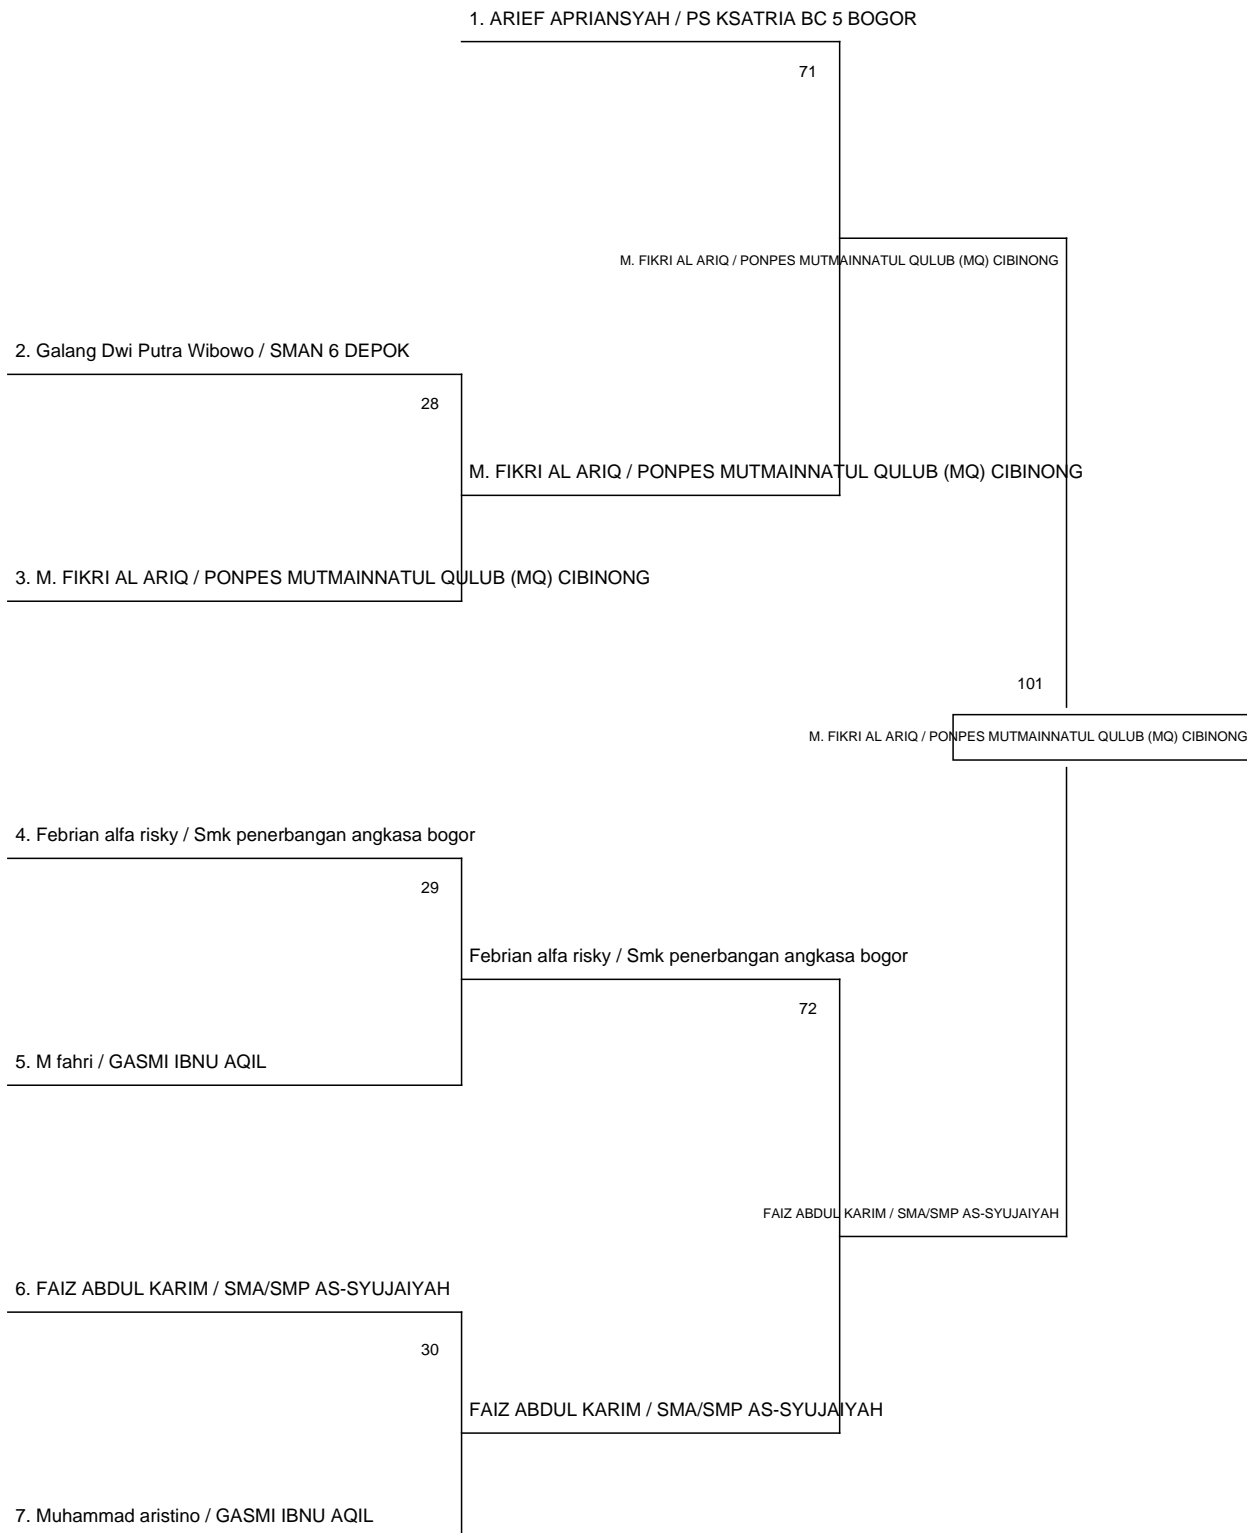 1. ARIEF APRIANSYAH / PS KSATRIA BC 5 BOGOR
71
M. FIKRI AL ARIQ / PONPES MUTMAINNATUL QULUB (MQ) CIBINONG
2. Galang Dwi Putra Wibowo / SMAN 6 DEPOK
28
M. FIKRI AL ARIQ / PONPES MUTMAINNATUL QULUB (MQ) CIBINONG
3. M. FIKRI AL ARIQ / PONPES MUTMAINNATUL QULUB (MQ) CIBINONG
101
M. FIKRI AL ARIQ / PONPES MUTMAINNATUL QULUB (MQ) CIBINONG
4. Febrian alfa risky / Smk penerbangan angkasa bogor
29
Febrian alfa risky / Smk penerbangan angkasa bogor
72
5. M fahri / GASMI IBNU AQIL
FAIZ ABDUL KARIM / SMA/SMP AS-SYUJAIYAH
6. FAIZ ABDUL KARIM / SMA/SMP AS-SYUJAIYAH
30
FAIZ ABDUL KARIM / SMA/SMP AS-SYUJAIYAH
7. Muhammad aristino / GASMI IBNU AQIL